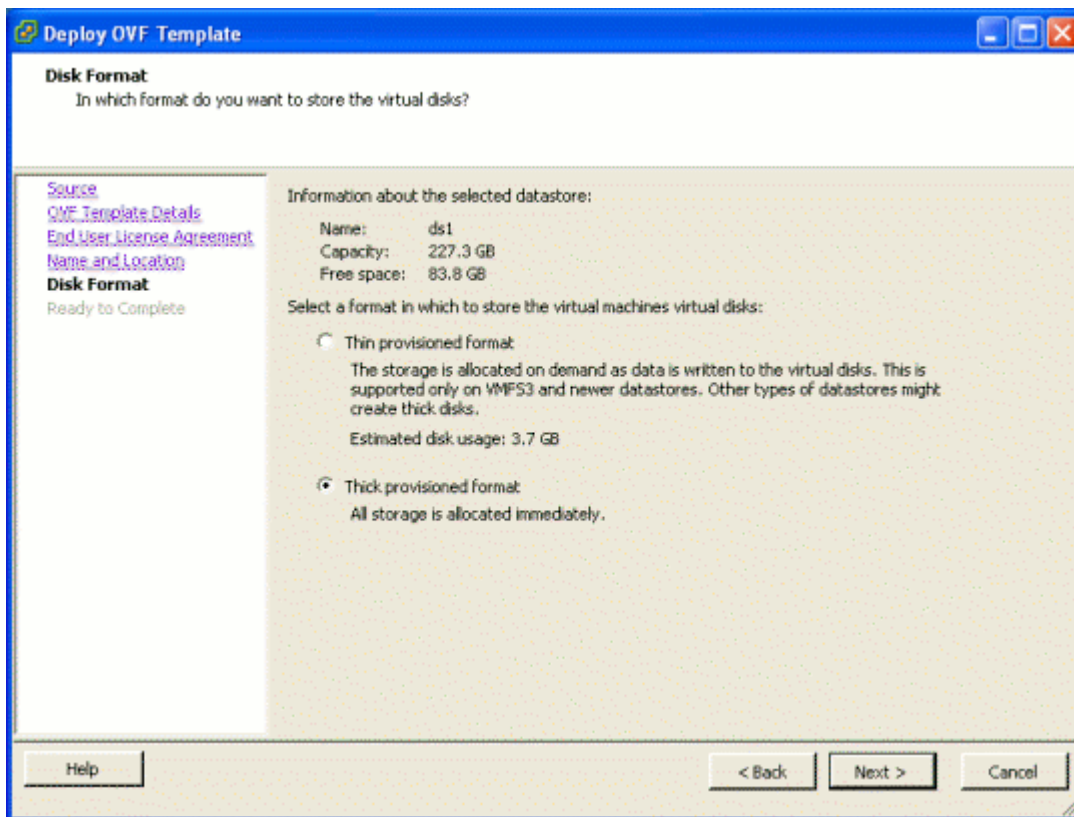 Deploy OVF Template
Disk Format
In which format do you want to store the virtual disks?
Source
OVF Template Details
End User License Agreement
Name and Location
Disk Format
Ready to Complete
Information about the selected datastore:
Name: ds1
Capacity: 227.3 GB
Free space: 83.8 GB
Select a format in which to store the virtual machines virtual disks:
Thin provisioned format
The storage is allocated on demand as data is written to the virtual disks. This is
supported only on VMFS3 and newer datastores. Other types of datastores might
create thick disks.
Estimated disk usage: 3.7 GB
Thick provisioned format
All storage is allocated immediately.
Help
< Back
Next >
Cancel